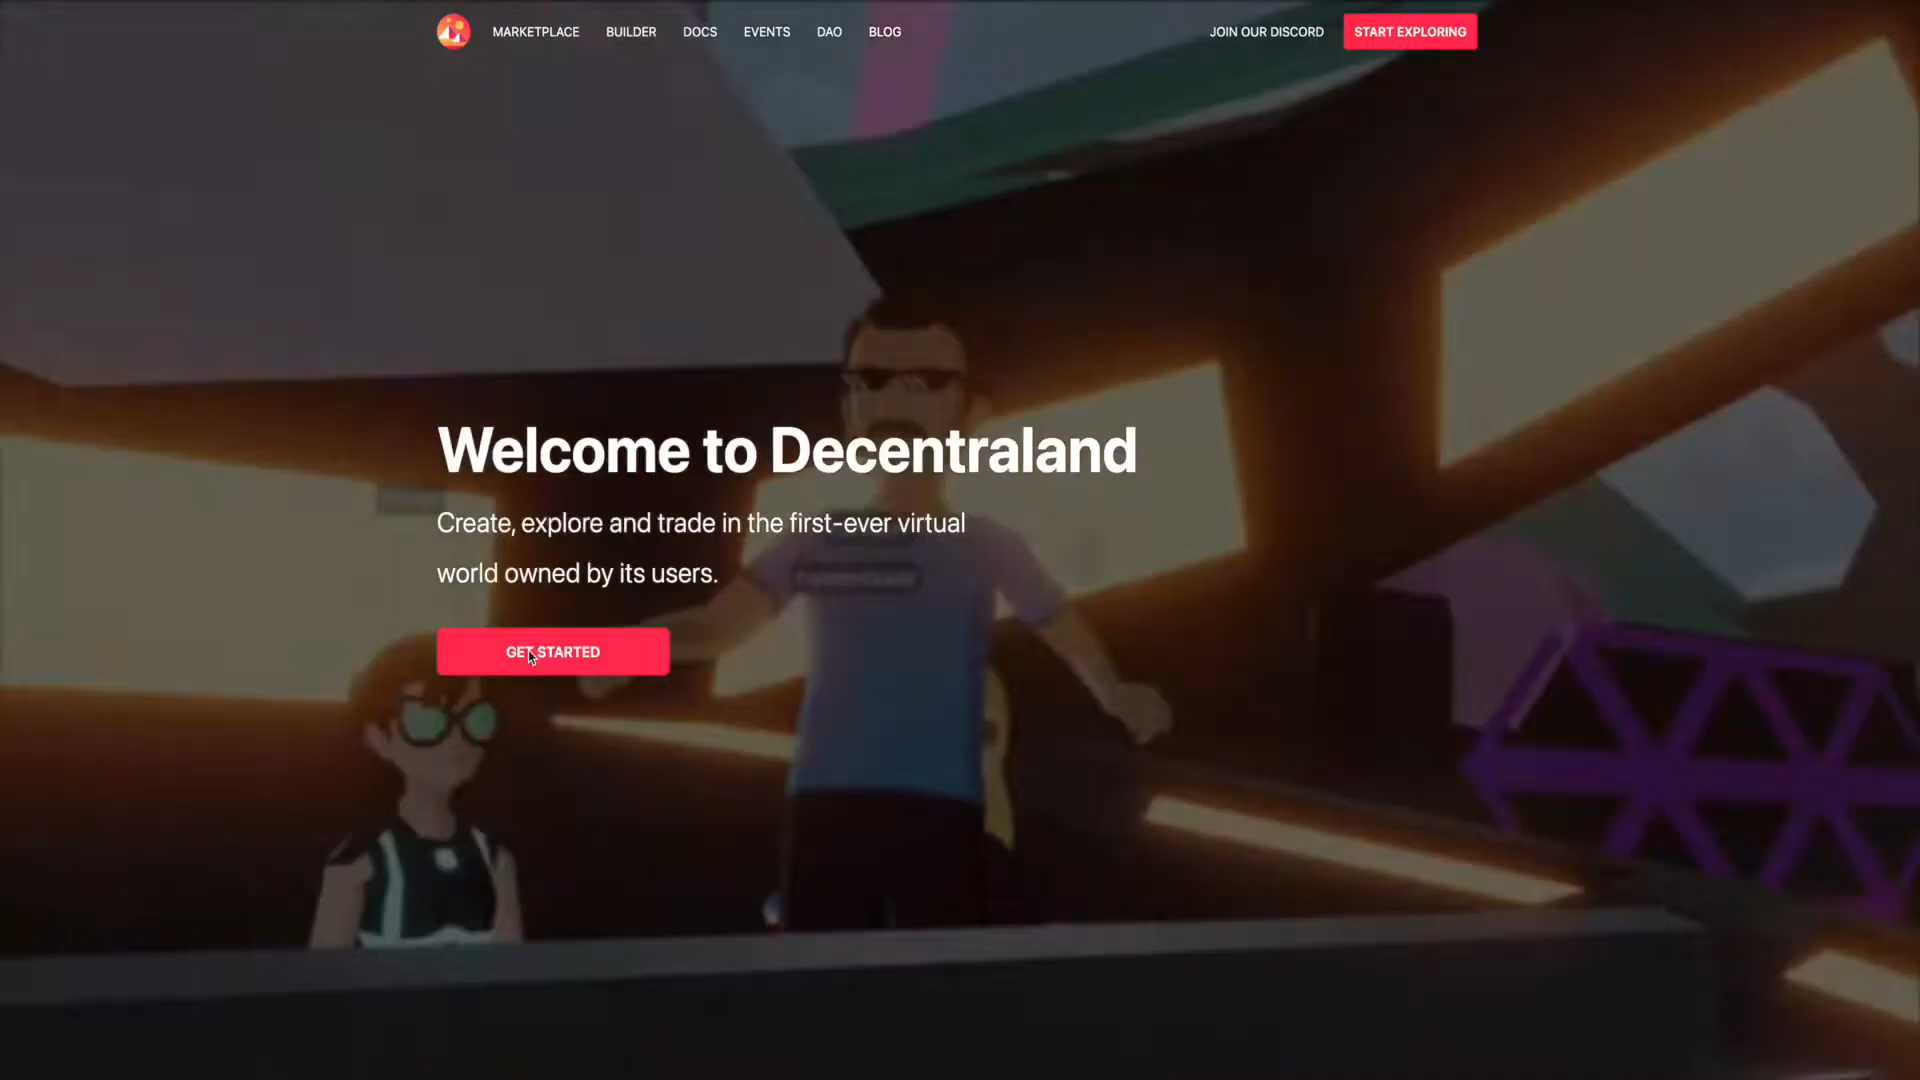 MARKETPLACE BUILDER DOCS EVENTS DAO BLOG JOIN OUR DISCORD START EXPLORING
Welcome to Decentraland
Create, explore and trade in the first-ever virtual
world owned by its users.
GET STARTED